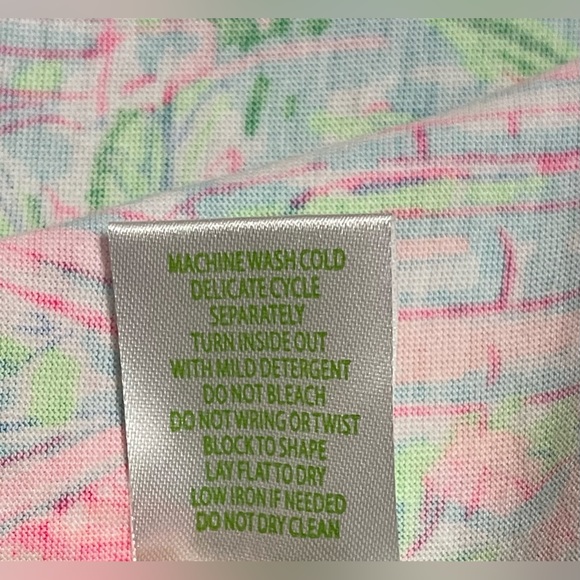 MACHINE WASH COLD
DELICATE CYCLE
SEPARATELY
TURN INSIDE OUT
WITH MILD DETERGENT
DO NOT BLEACH
DO NOT WRING OR TWIST
BLOCK TO SHAPE
LAY FLAT TO DRY
LOW IRON IF NEEDED
DO NOT DRY CLEAN